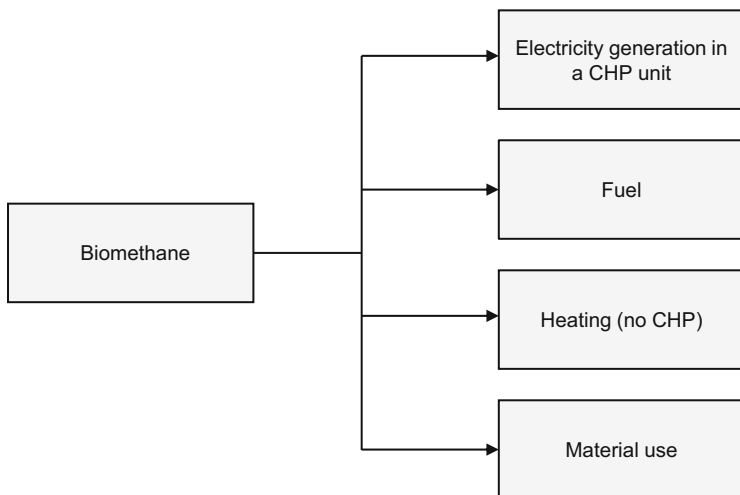 Electricity generation in
a CHP unit
Fuel
Biomethane
Heating (no CHP)
Material use